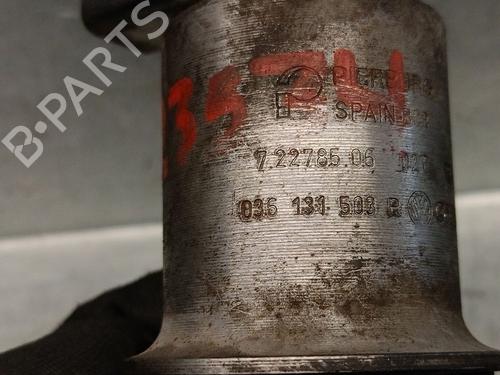 B-PARTS
PIERBURG
SPAIN
7.22785.06
036 131 503 R